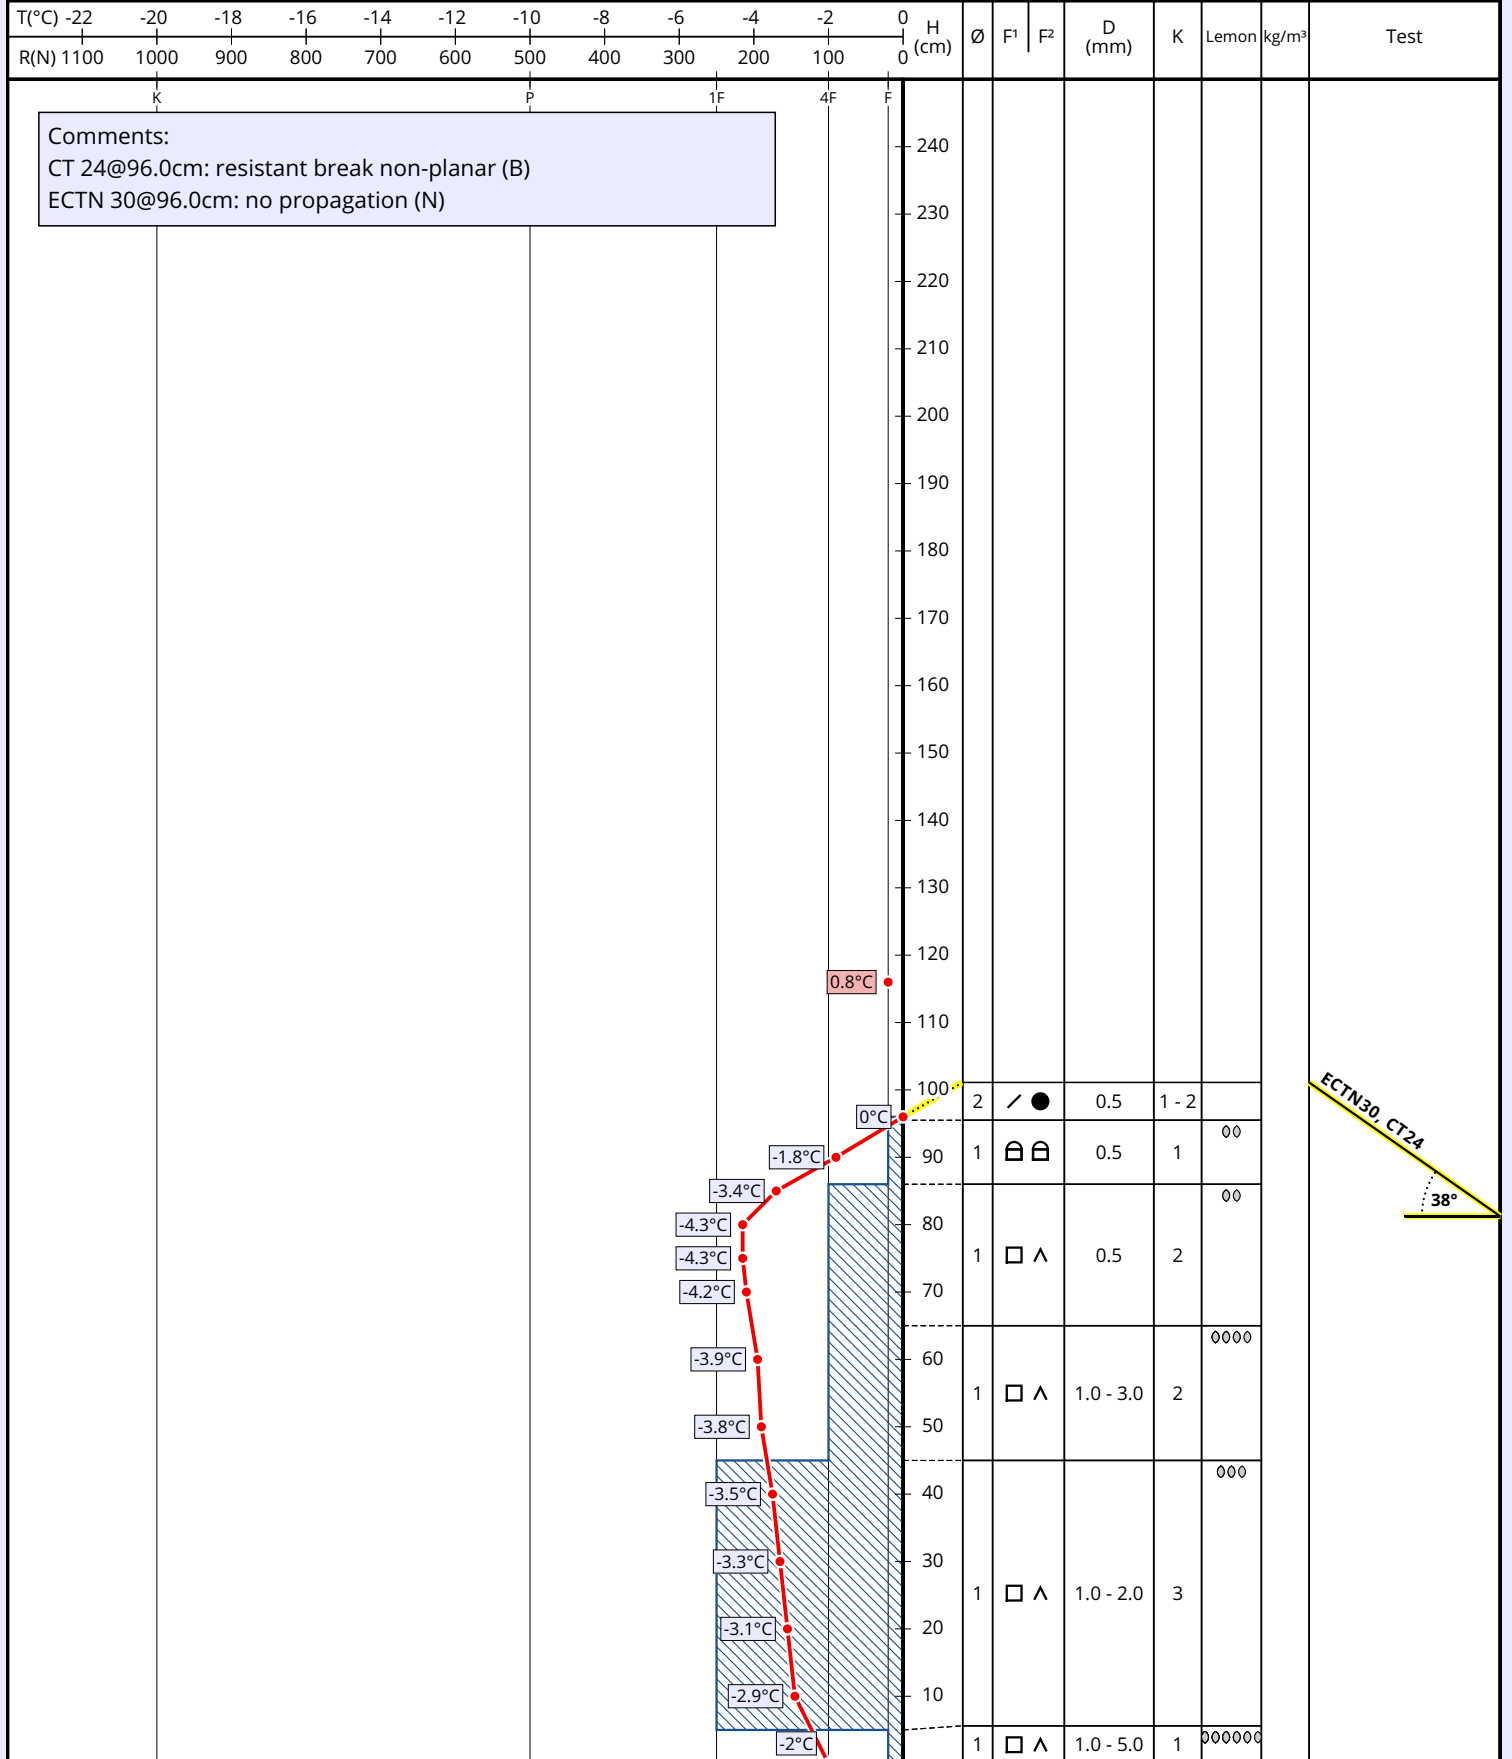 T(°C) -22 -20 -18 -16 -14 -12 -10 -8 -6 -4 -2 0
R(N) 1100 1000 900 800 700 600 500 400 300 200 100 0
H (cm) Ø F¹ F² D (mm) K Lemon kg/m³ Test
K P 1F 4F F
Comments:
CT 24@96.0cm: resistant break non-planar (B)
ECTN 30@96.0cm: no propagation (N)
240
230
220
210
200
190
180
170
160
150
140
130
120
0.8°C
110
100
ECTN30, CT24
2 0.5 1 - 2
0°C
-1.8°C 90 1 0.5 1
-3.4°C
38°
-4.3°C 80
-4.3°C 1 0.5 2
-4.2°C 70
-3.9°C 60
1 1.0 - 3.0 2
-3.8°C 50
-3.5°C 40
-3.3°C 30
1 1.0 - 2.0 3
-3.1°C 20
-2.9°C 10
-2°C 1 1.0 - 5.0 1